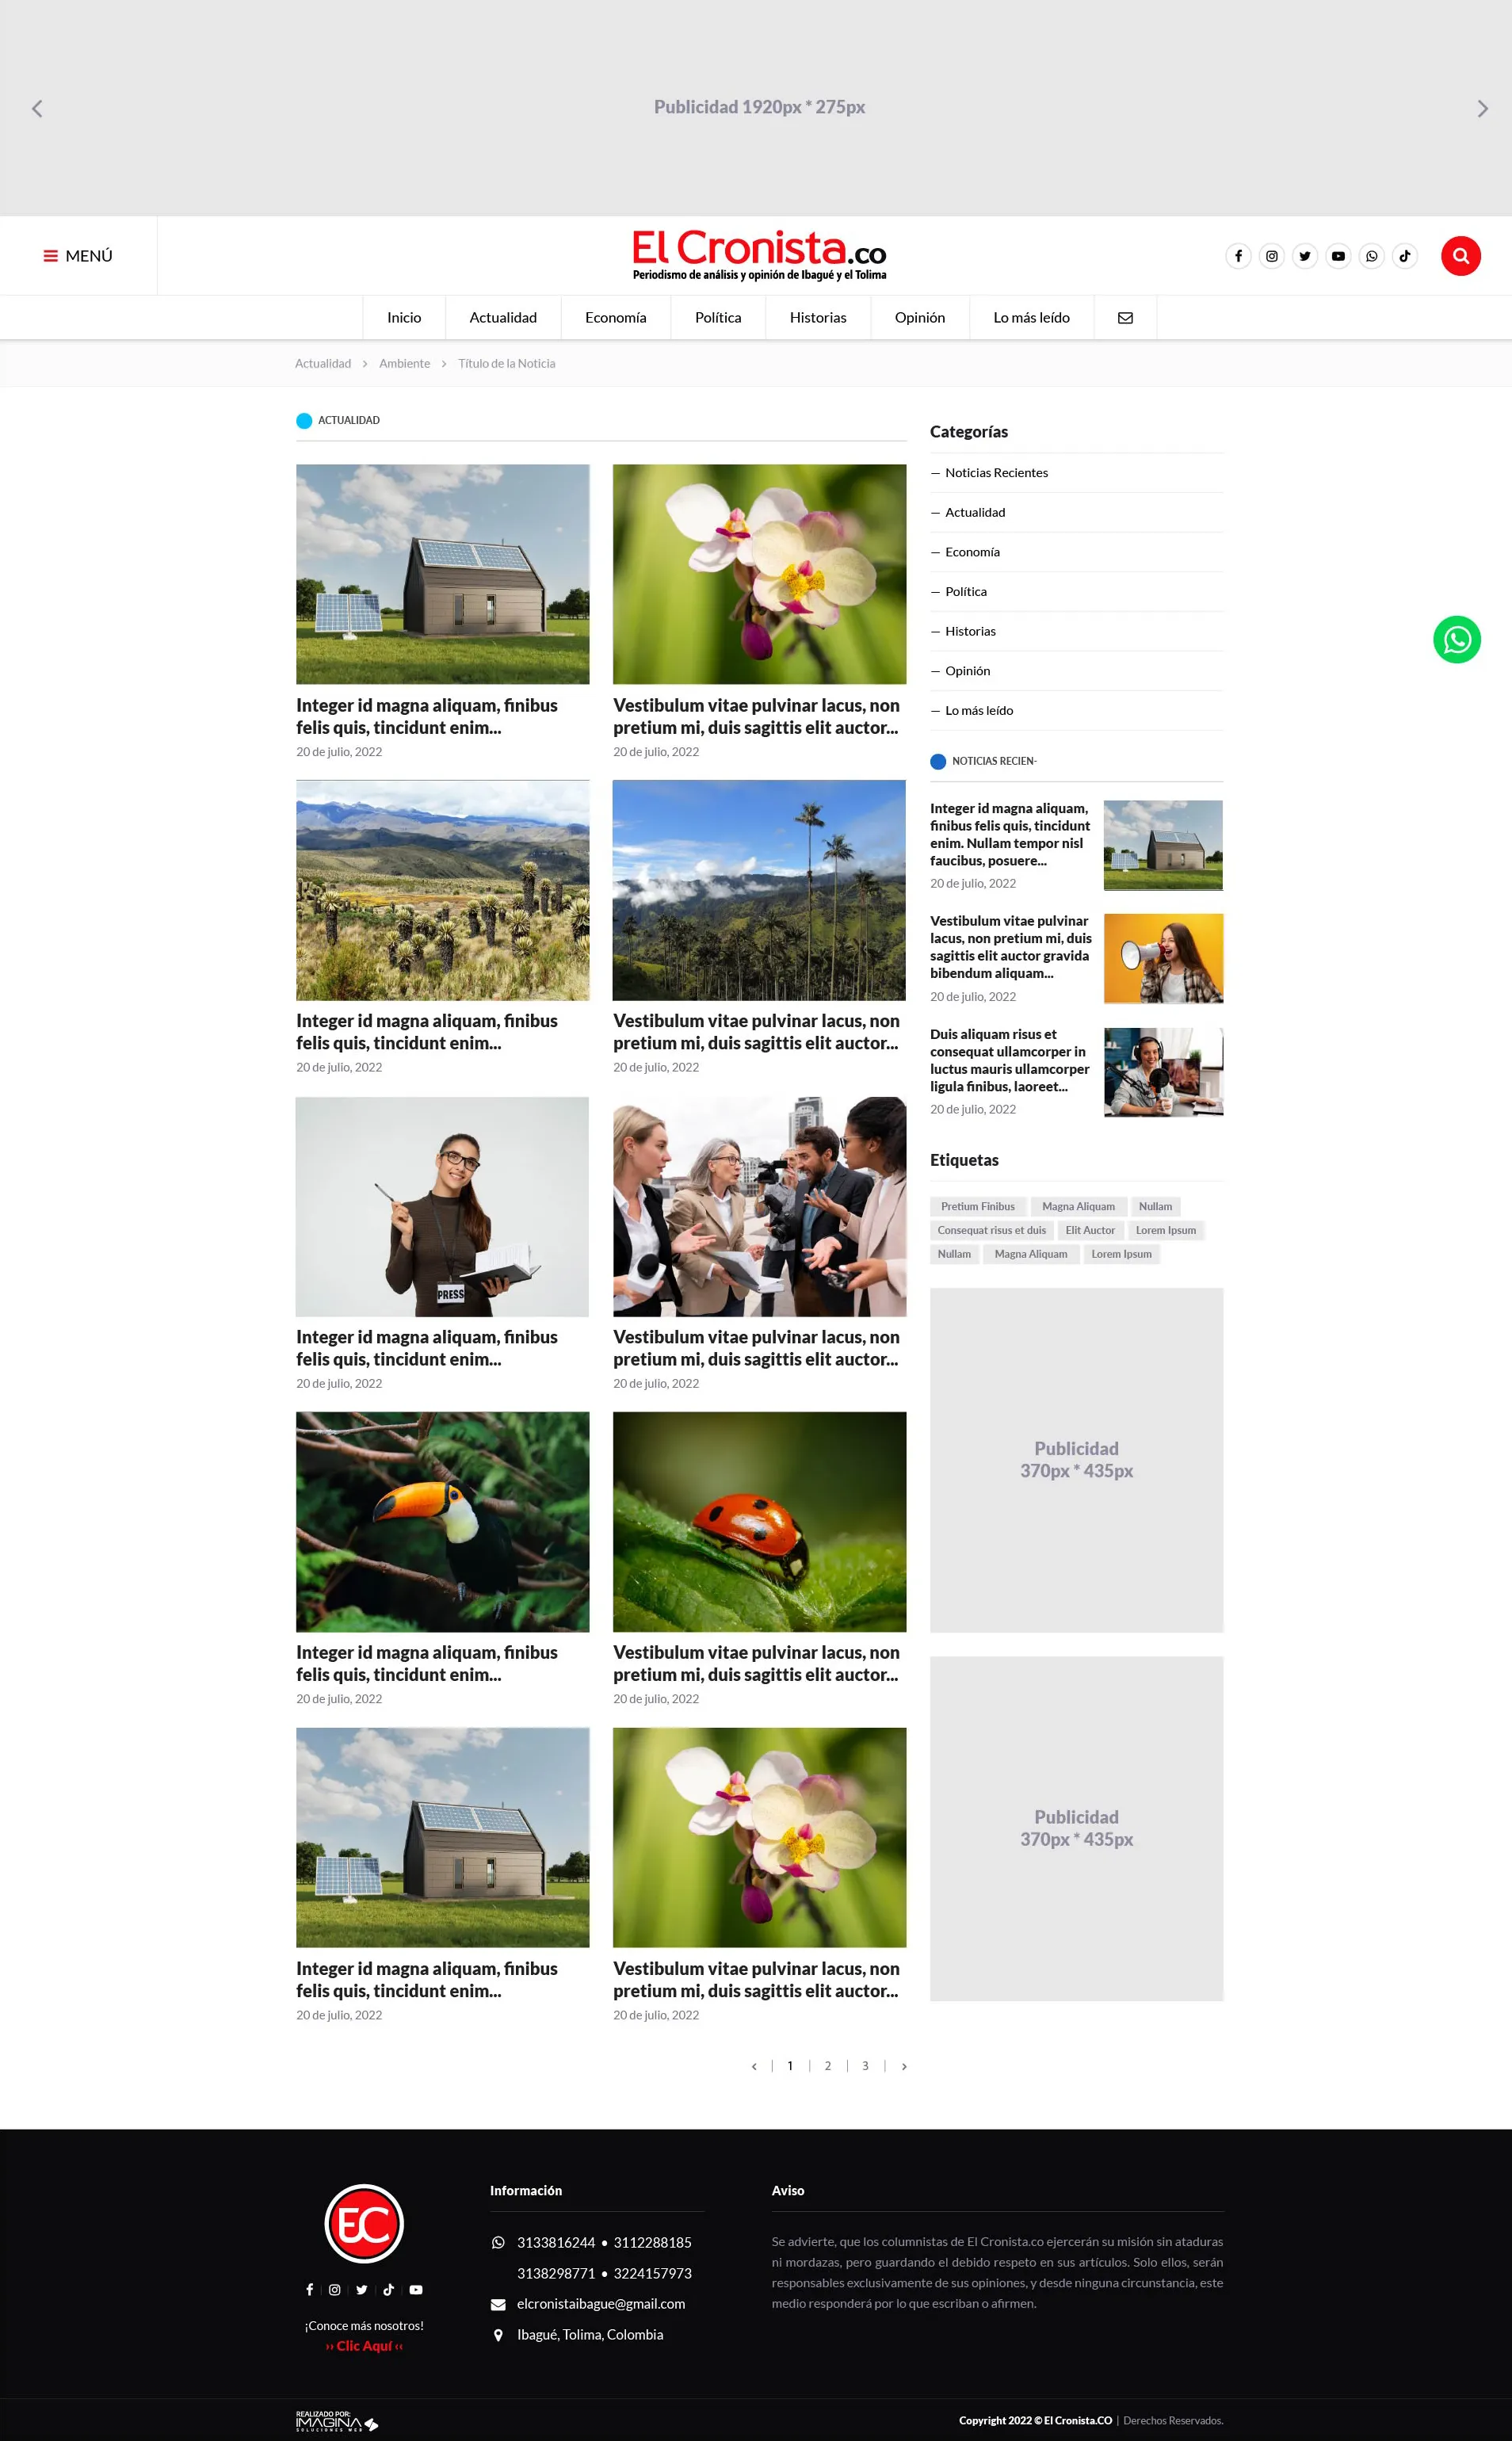 Publicidad 1920px * 275px
MENÚ
El Cronista.co
Periodismo de análisis y opinión de Ibagué y el Tolima
Inicio
Actualidad
Economía
Política
Historias
Opinión
Lo más leído
Actualidad > Ambiente > Título de la Noticia
ACTUALIDAD
Integer id magna aliquam, finibus
felis quis, tincidunt enim...
20 de julio, 2022
Vestibulum vitae pulvinar lacus, non
pretium mi, duis sagittis elit auctor...
20 de julio, 2022
Integer id magna aliquam, finibus
felis quis, tincidunt enim...
20 de julio, 2022
Vestibulum vitae pulvinar lacus, non
pretium mi, duis sagittis elit auctor...
20 de julio, 2022
PRESS
Integer id magna aliquam, finibus
felis quis, tincidunt enim...
20 de julio, 2022
Vestibulum vitae pulvinar lacus, non
pretium mi, duis sagittis elit auctor...
20 de julio, 2022
Integer id magna aliquam, finibus
felis quis, tincidunt enim...
20 de julio, 2022
Vestibulum vitae pulvinar lacus, non
pretium mi, duis sagittis elit auctor...
20 de julio, 2022
Integer id magna aliquam, finibus
felis quis, tincidunt enim...
20 de julio, 2022
Vestibulum vitae pulvinar lacus, non
pretium mi, duis sagittis elit auctor...
20 de julio, 2022
‹ | 1 | 2 | 3 | ›
Categorías
— Noticias Recientes
— Actualidad
— Economía
— Política
— Historias
— Opinión
— Lo más leído
NOTICIAS RECIEN-
Integer id magna aliquam,
finibus felis quis, tincidunt
enim. Nullam tempor nisl
faucibus, posuere...
20 de julio, 2022
Vestibulum vitae pulvinar
lacus, non pretium mi, duis
sagittis elit auctor gravida
bibendum aliquam...
20 de julio, 2022
Duis aliquam risus et
consequat ullamcorper in
luctus mauris ullamcorper
ligula finibus, laoreet...
20 de julio, 2022
Etiquetas
Pretium Finibus Magna Aliquam Nullam
Consequat risus et duis Elit Auctor Lorem Ipsum
Nullam Magna Aliquam Lorem Ipsum
Publicidad
370px * 435px
Publicidad
370px * 435px
EC
¡Conoce más nosotros!
›› Clic Aquí ‹‹
Información
3133816244 • 3112288185
3138298771 • 3224157973
elcronistaibague@gmail.com
Ibagué, Tolima, Colombia
Aviso
Se advierte, que los columnistas de El Cronista.co ejercerán su misión sin ataduras
ni mordazas, pero guardando el debido respeto en sus artículos. Solo ellos, serán
responsables exclusivamente de sus opiniones, y desde ninguna circunstancia, este
medio responderá por lo que escriban o afirmen.
REALIZADO POR:
IMAGINA
SOLUCIONES WEB
Copyright 2022 © El Cronista.CO | Derechos Reservados.